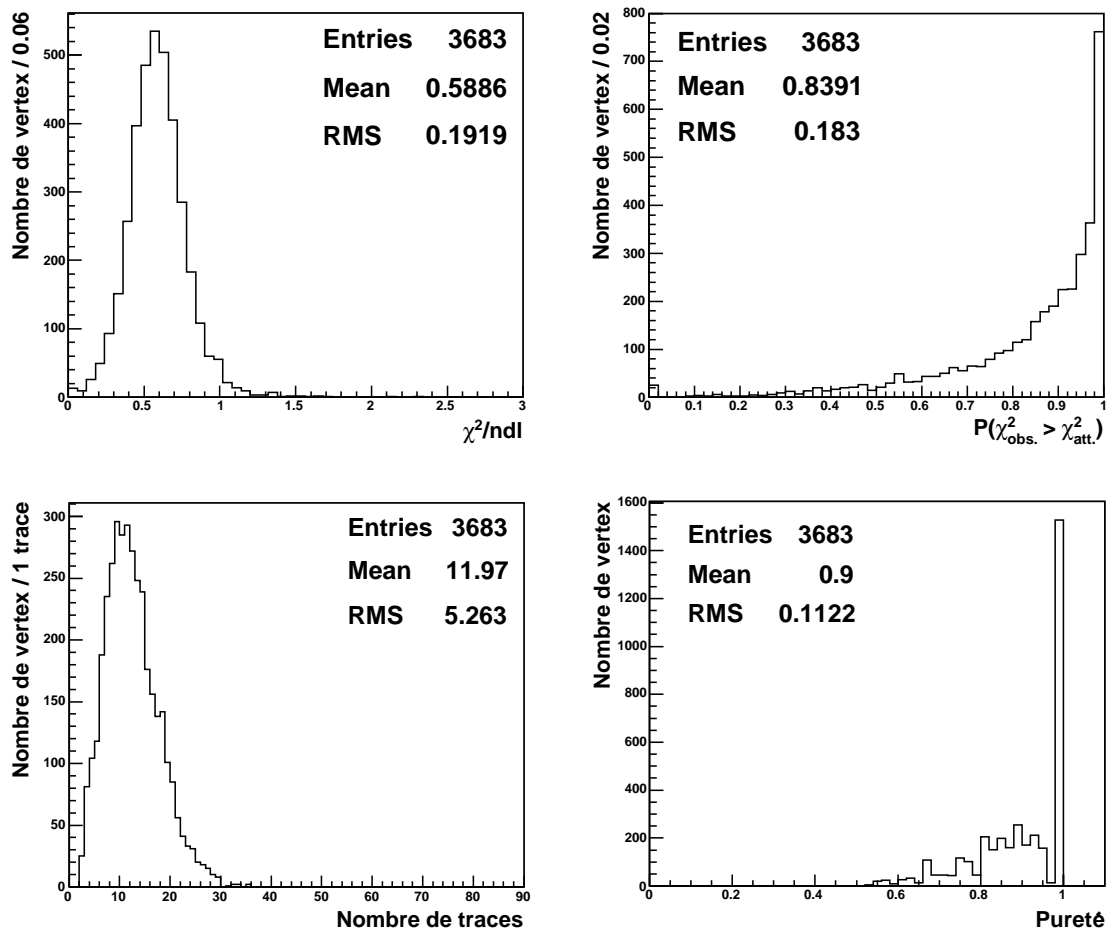 Nombre de vertex / 0.06
Entries 3683
Mean 0.5886
RMS 0.1919
500
400
300
200
100
0
0 0.5 1 1.5 2 2.5 3
χ²/ndl
Nombre de vertex / 0.02
Entries 3683
Mean 0.8391
RMS 0.183
800
700
600
500
400
300
200
100
0
0 0.1 0.2 0.3 0.4 0.5 0.6 0.7 0.8 0.9 1
P(χ²obs. > χ²att.)
Nombre de vertex / 1 trace
Entries 3683
Mean 11.97
RMS 5.263
300
250
200
150
100
50
0
0 10 20 30 40 50 60 70 80 90
Nombre de traces
Nombre de vertex
Entries 3683
Mean 0.9
RMS 0.1122
1600
1400
1200
1000
800
600
400
200
0
0 0.2 0.4 0.6 0.8 1
Pureté